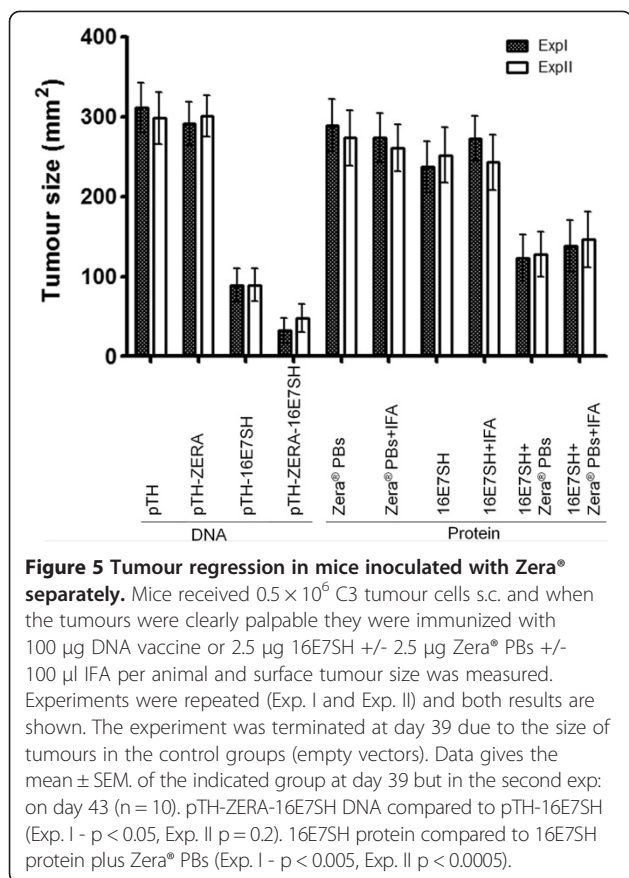 400
300
200
100
0
Tumour size (mm²)
ExpI
ExpII
pTH
pTH-ZERA
pTH-16E7SH
pTH-ZERA-16E7SH
Zera® PBs
Zera® PBs+IFA
16E7SH
16E7SH+IFA
16E7SH+
Zera® PBs
16E7SH+
Zera® PBs+IFA
DNA
Protein
Figure 5 Tumour regression in mice inoculated with Zera®
separately. Mice received 0.5 × 10⁶ C3 tumour cells s.c. and when
the tumours were clearly palpable they were immunized with
100 μg DNA vaccine or 2.5 μg 16E7SH +/- 2.5 μg Zera® PBs +/-
100 μl IFA per animal and surface tumour size was measured.
Experiments were repeated (Exp. I and Exp. II) and both results are
shown. The experiment was terminated at day 39 due to the size of
tumours in the control groups (empty vectors). Data gives the
mean ± SEM. of the indicated group at day 39 but in the second exp:
on day 43 (n = 10). pTH-ZERA-16E7SH DNA compared to pTH-16E7SH
(Exp. I - p < 0.05, Exp. II p = 0.2). 16E7SH protein compared to 16E7SH
protein plus Zera® PBs (Exp. I - p < 0.005, Exp. II p < 0.0005).